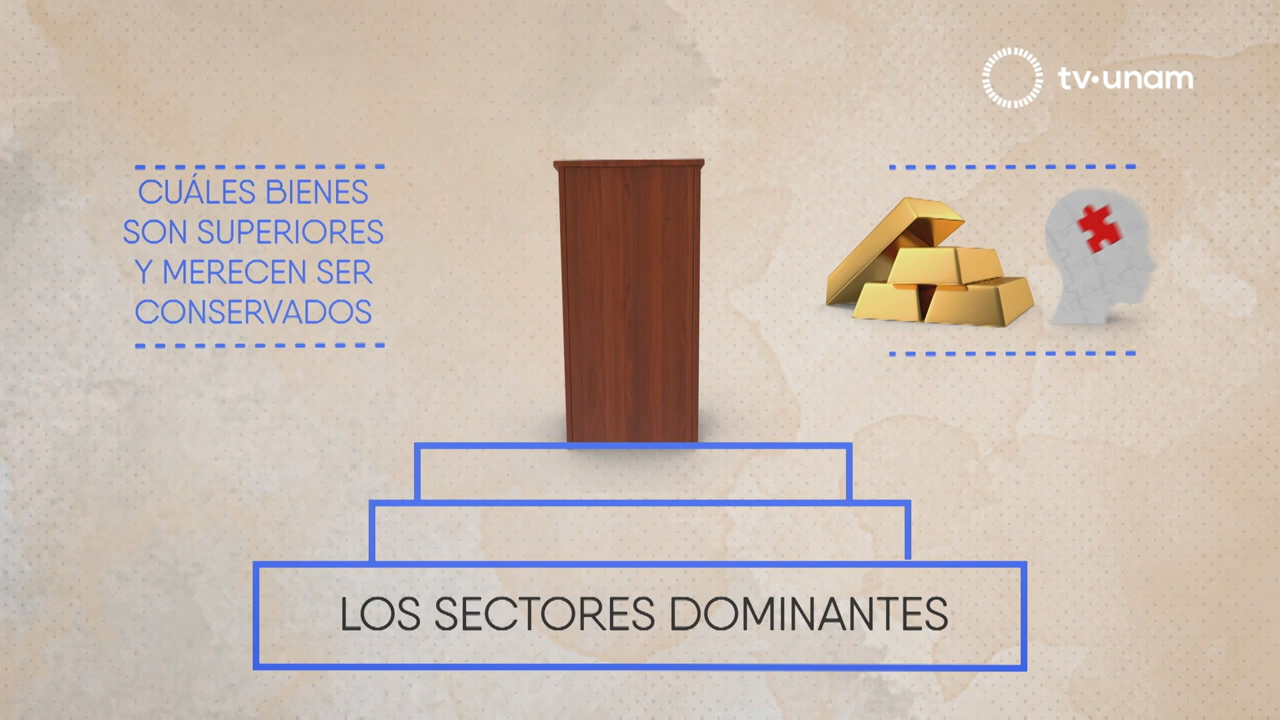 tv·unam
CUÁLES BIENES
SON SUPERIORES
Y MERECEN SER
CONSERVADOS
LOS SECTORES DOMINANTES